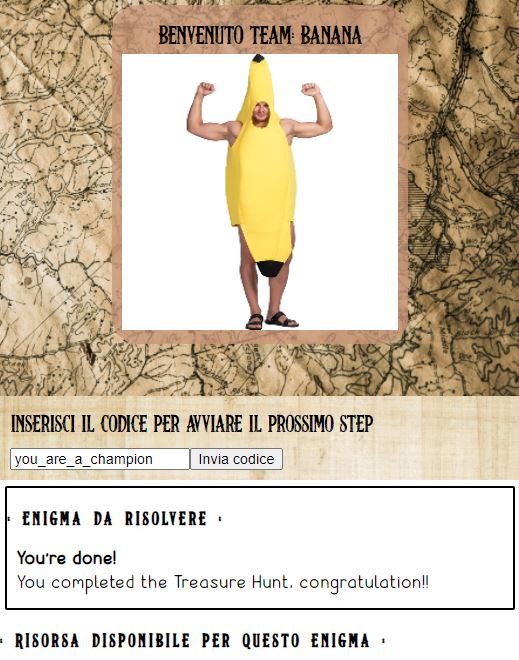 BENVENUTO TEAM: BANANA
INSERISCI IL CODICE PER AVVIARE IL PROSSIMO STEP
you_are_a_champion
Invia codice
: ENIGMA DA RISOLVERE :
You're done!
You completed the Treasure Hunt, congratulation!!
: RISORSA DISPONIBILE PER QUESTO ENIGMA :